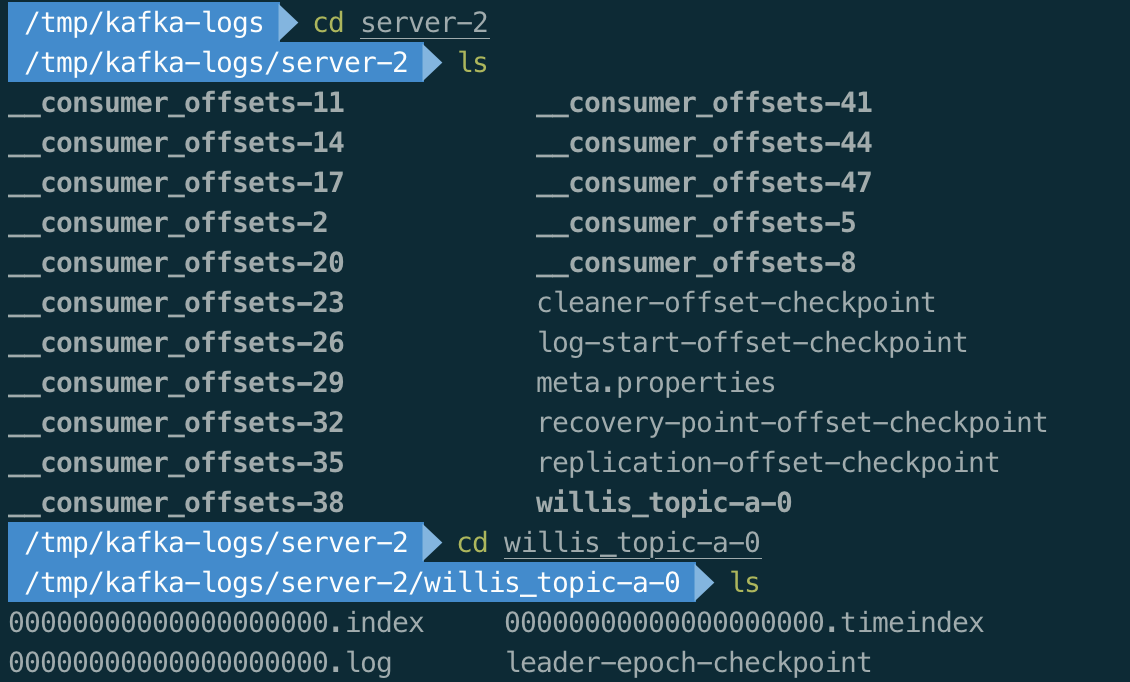 /tmp/kafka-logs cd server-2
/tmp/kafka-logs/server-2 ls
__consumer_offsets-11 __consumer_offsets-41
__consumer_offsets-14 __consumer_offsets-44
__consumer_offsets-17 __consumer_offsets-47
__consumer_offsets-2 __consumer_offsets-5
__consumer_offsets-20 __consumer_offsets-8
__consumer_offsets-23 cleaner-offset-checkpoint
__consumer_offsets-26 log-start-offset-checkpoint
__consumer_offsets-29 meta.properties
__consumer_offsets-32 recovery-point-offset-checkpoint
__consumer_offsets-35 replication-offset-checkpoint
__consumer_offsets-38 willis_topic-a-0
/tmp/kafka-logs/server-2 cd willis_topic-a-0
/tmp/kafka-logs/server-2/willis_topic-a-0 ls
00000000000000000000.index 00000000000000000000.timeindex
00000000000000000000.log leader-epoch-checkpoint